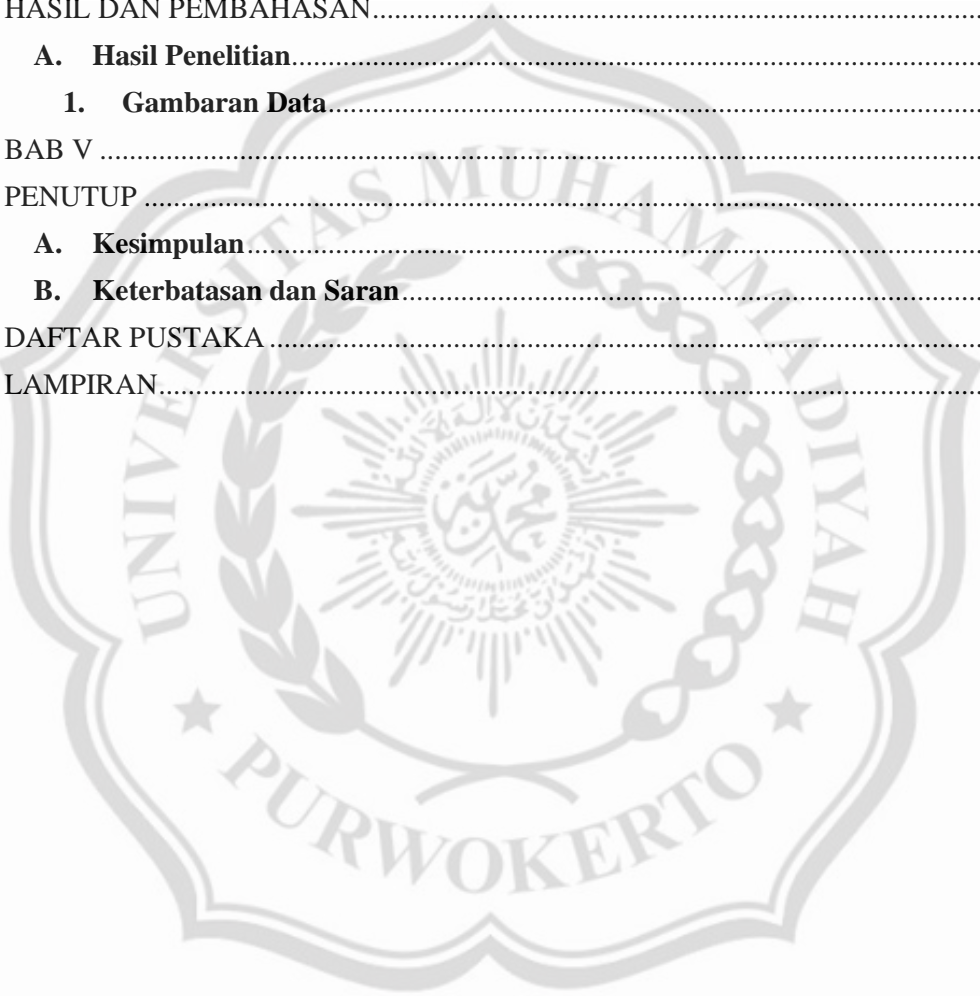 HASIL DAN PEMBAHASAN
A. Hasil Penelitian
1. Gambaran Data
BAB V
PENUTUP
A. Kesimpulan
B. Keterbatasan dan Saran
DAFTAR PUSTAKA
LAMPIRAN
UNIVERSITAS MUHAMMADIYAH
PURWOKERTO